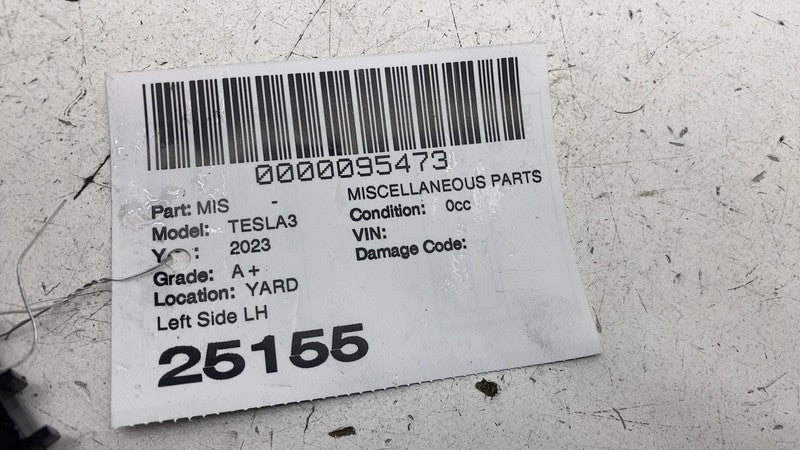 0000095473
MISCELLANEOUS PARTS
Part: MIS -
Condition: 0cc
Model: TESLA3
VIN:
Y : 2023
Damage Code:
Grade: A+
Location: YARD
Left Side LH
25155